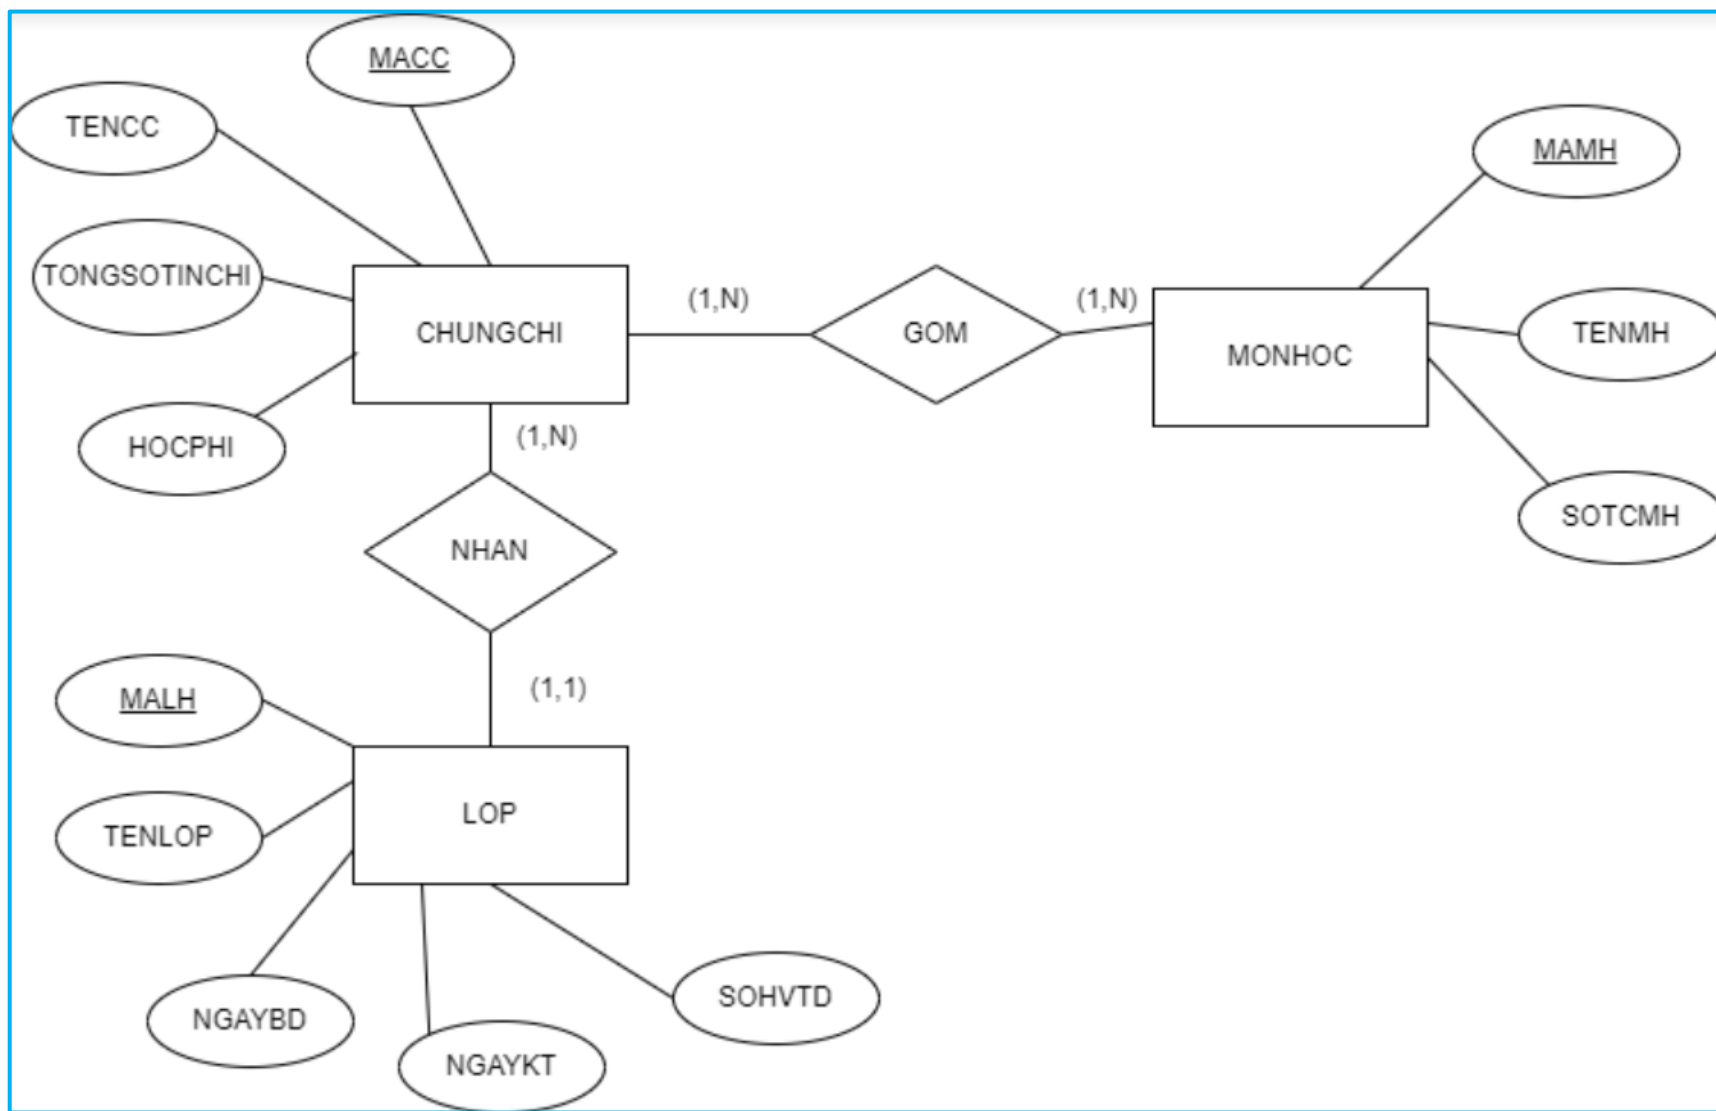 MACC
TENCC
MAMH
TONGSOTINCHI
CHUNGCHI
(1,N)
GOM
(1,N)
MONHOC
TENMH
HOCPHI
(1,N)
SOTCMH
NHAN
MALH
(1,1)
TENLOP
LOP
NGAYBD
NGAYKT
SOHVTD